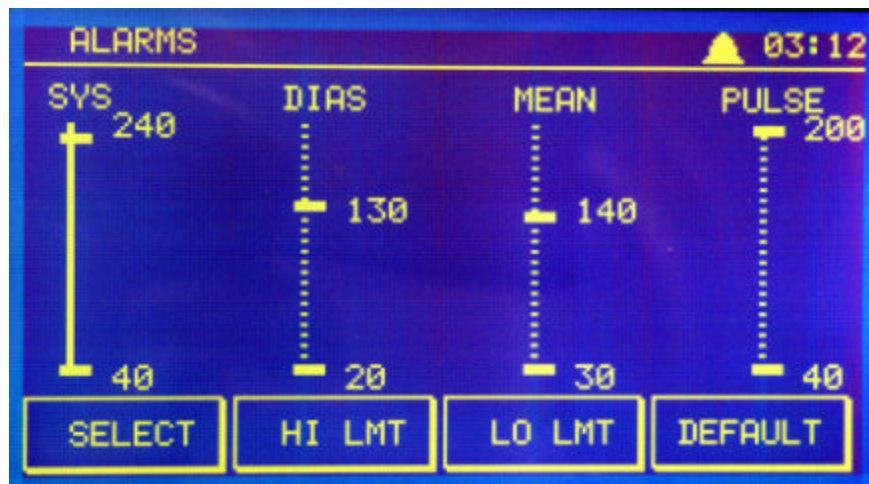 ALARMS 03:12
SYS DIAS MEAN PULSE
240 200
130 140
40 20 30 40
SELECT HI LMT LO LMT DEFAULT